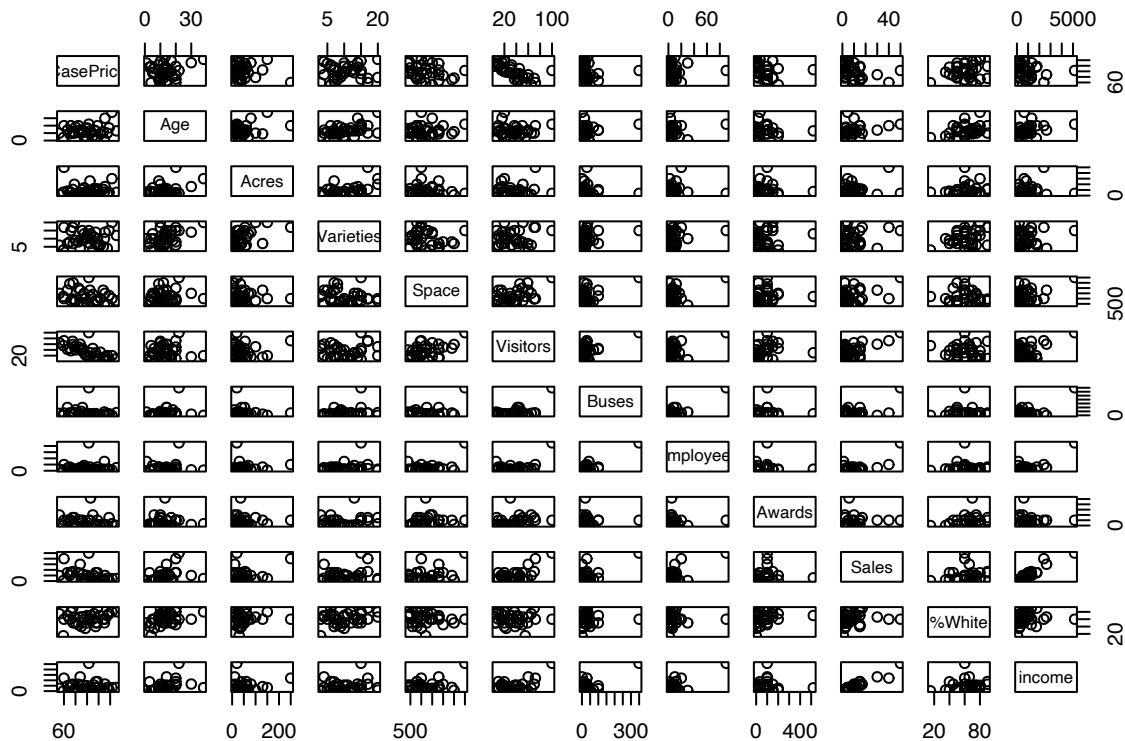 0 30 5 20 20 100 0 60 0 40 0 5000
CasePric 60
0 Age
Acres 0
5 Varieties
Space 500
20 Visitors
Buses 0
0 mployee
Awards 0
0 Sales
%White 20
0 income
60 0 200 500 0 300 0 400 20 80